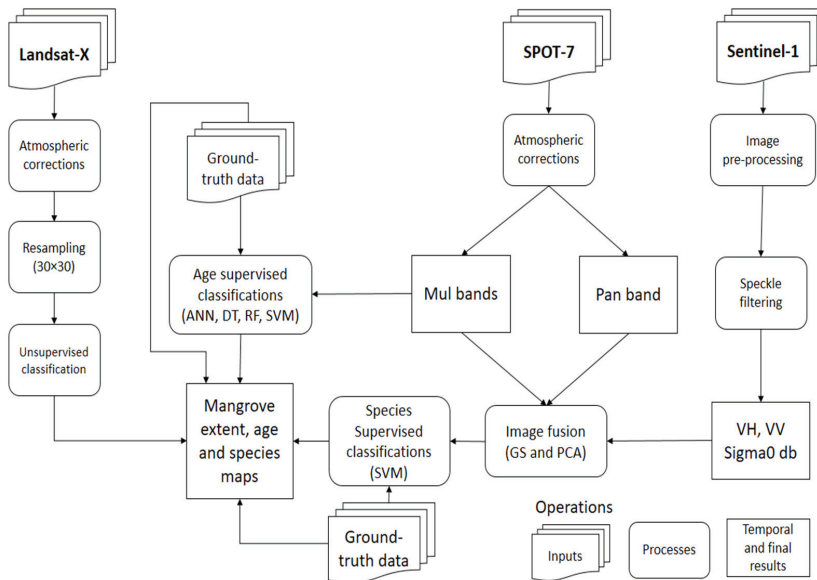 Landsat-X
SPOT-7
Sentinel-1
Atmospheric
corrections
Ground-
truth data
Atmospheric
corrections
Image
pre-processing
Resampling
(30×30)
Age supervised
classifications
(ANN, DT, RF, SVM)
Mul bands
Pan band
Speckle
filtering
Unsupervised
classification
Mangrove
extent, age
and species
maps
Species
Supervised
classifications
(SVM)
Image fusion
(GS and PCA)
VH, VV
Sigma0 db
Ground-
truth data
Operations
Inputs
Processes
Temporal
and final
results